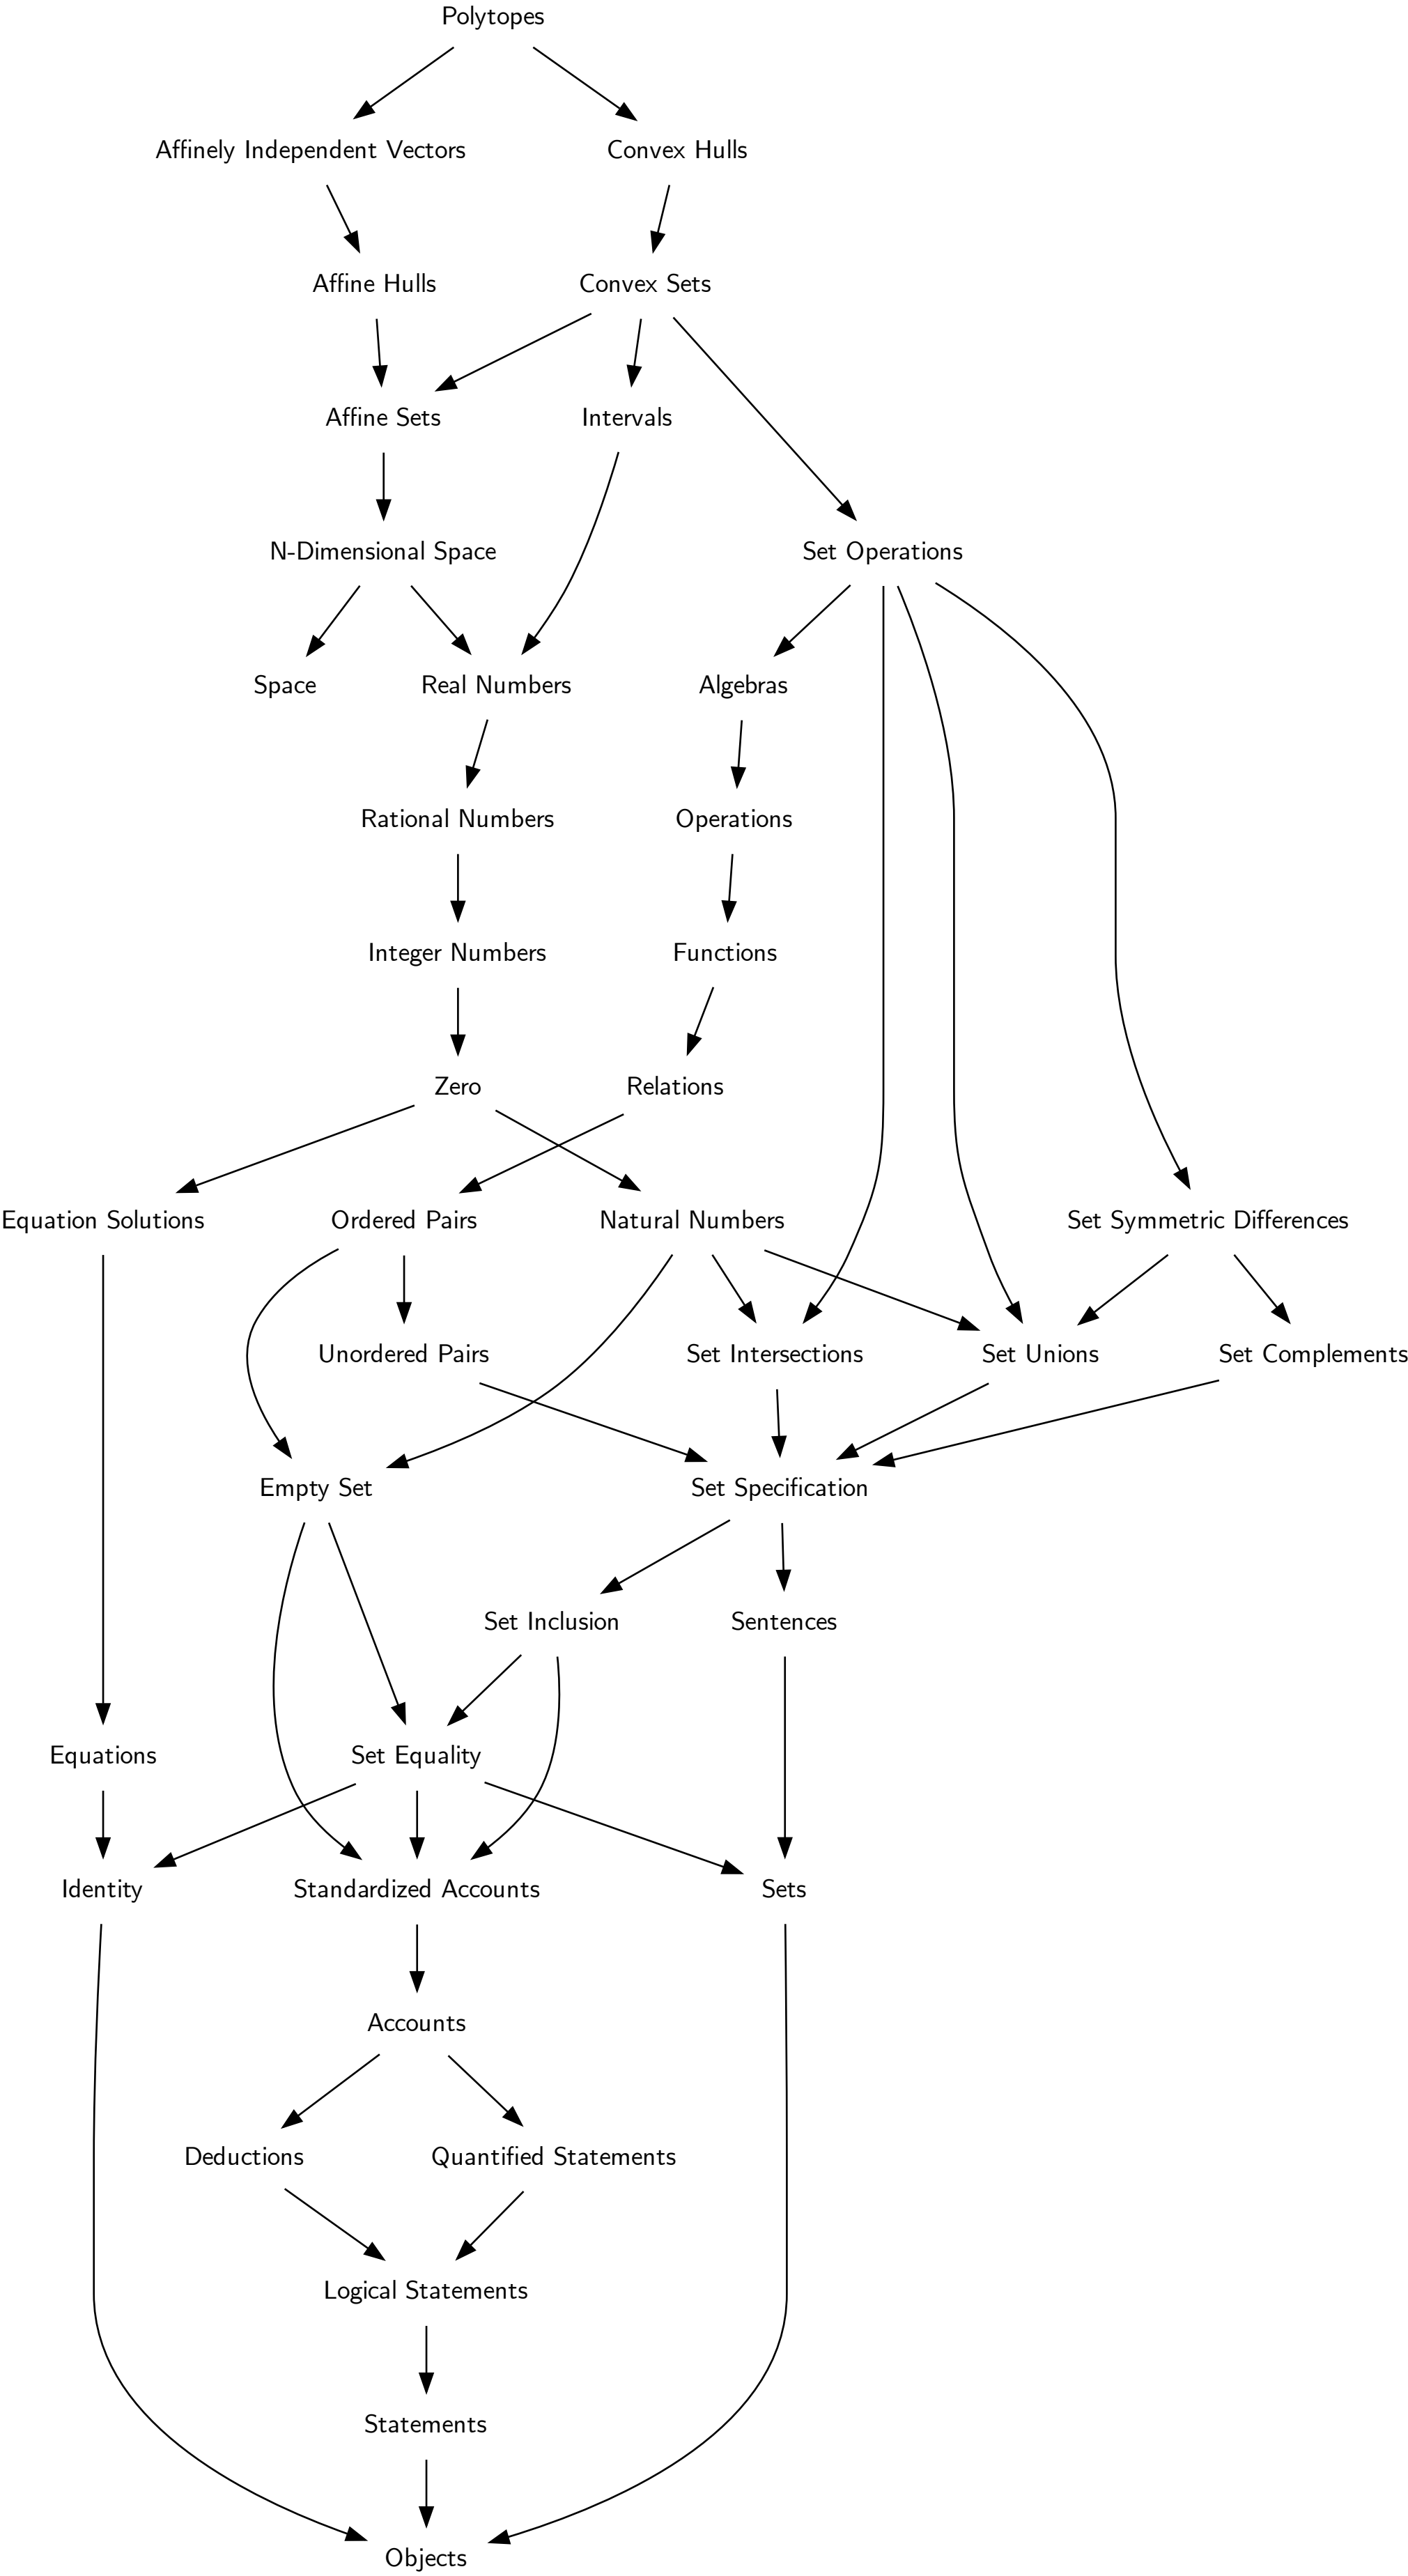 Polytopes
Affinely Independent Vectors
Convex Hulls
Affine Hulls
Convex Sets
Affine Sets
Intervals
N-Dimensional Space
Set Operations
Space
Real Numbers
Algebras
Rational Numbers
Operations
Integer Numbers
Functions
Zero
Relations
Equation Solutions
Ordered Pairs
Natural Numbers
Set Symmetric Differences
Unordered Pairs
Set Intersections
Set Unions
Set Complements
Empty Set
Set Specification
Set Inclusion
Sentences
Equations
Set Equality
Identity
Standardized Accounts
Sets
Accounts
Deductions
Quantified Statements
Logical Statements
Statements
Objects